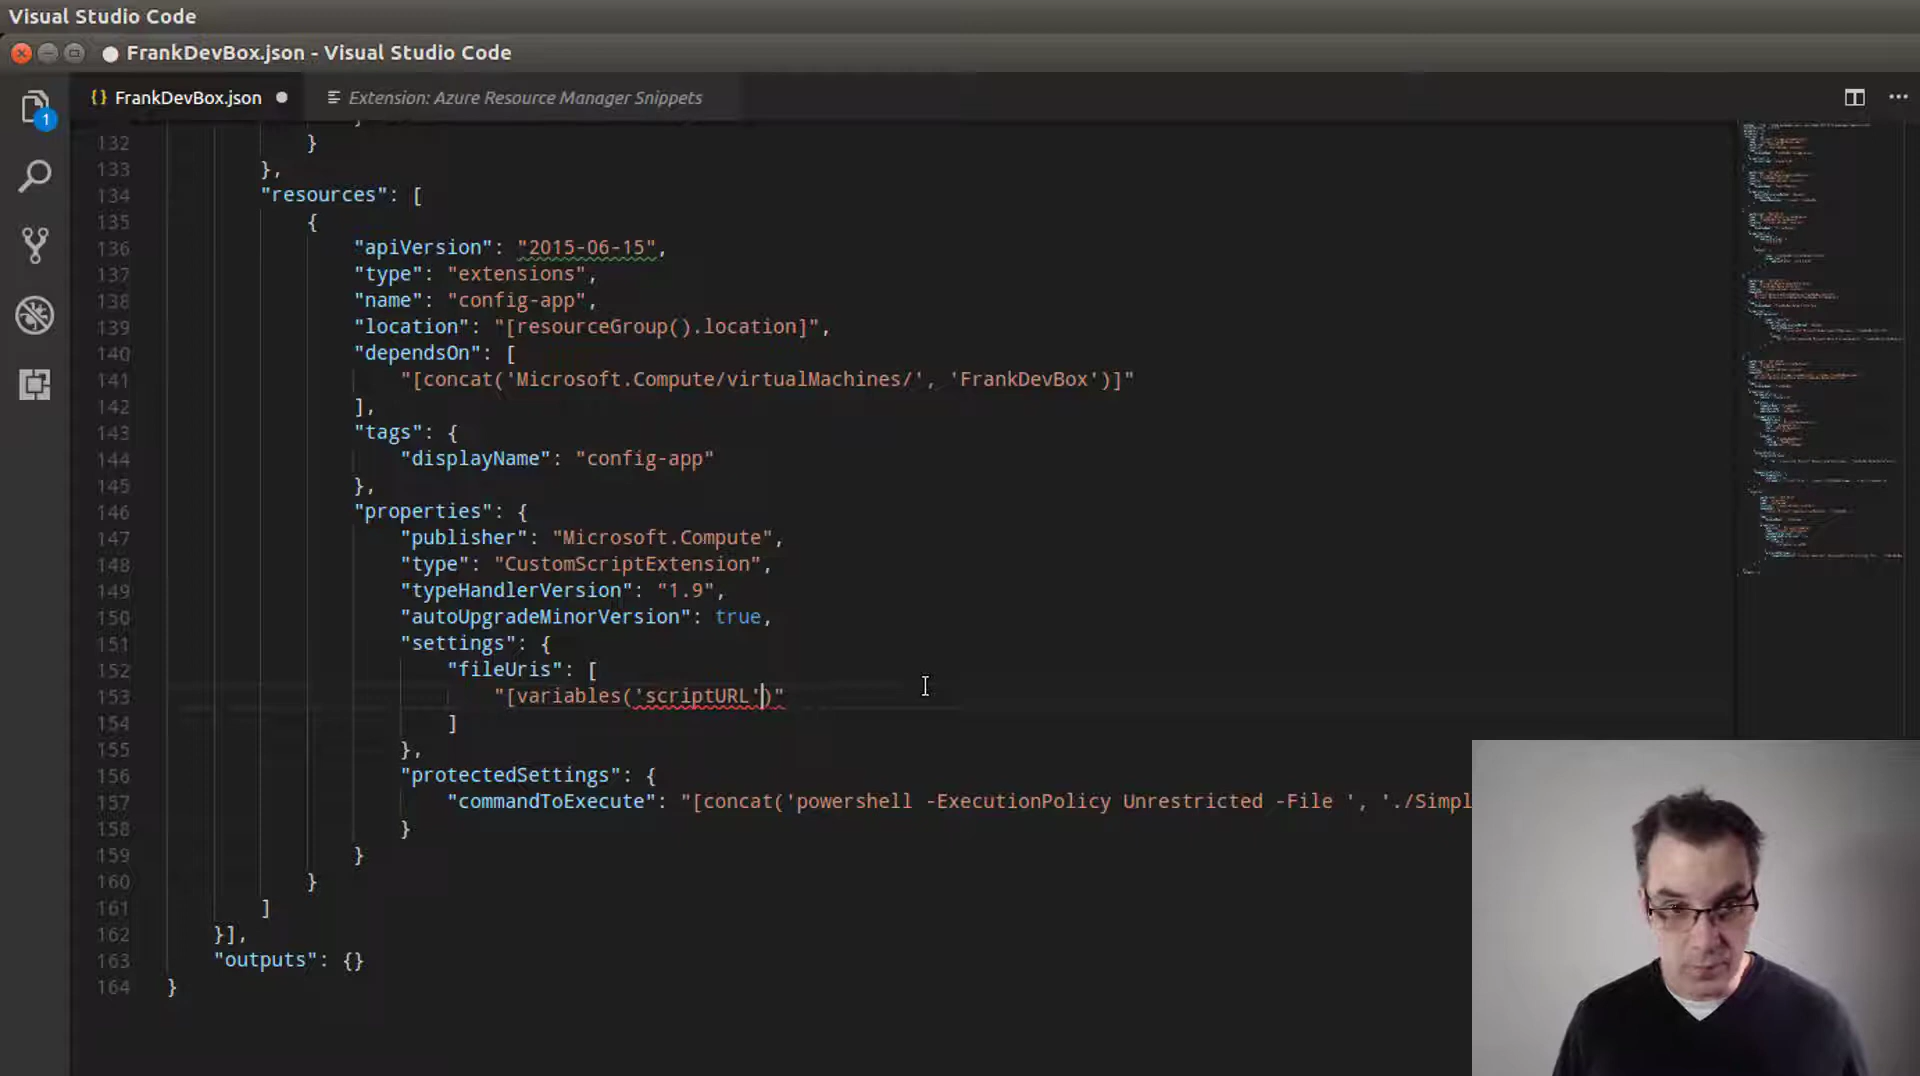 Visual Studio Code
FrankDevBox.json - Visual Studio Code
{} FrankDevBox.json
Extension: Azure Resource Manager Snippets
1
132 }
133 },
134 "resources": [
135 {
136 "apiVersion": "2015-06-15",
137 "type": "extensions",
138 "name": "config-app",
139 "location": "[resourceGroup().location]",
140 "dependsOn": [
141 "[concat('Microsoft.Compute/virtualMachines/', 'FrankDevBox')]"
142 ],
143 "tags": {
144 "displayName": "config-app"
145 },
146 "properties": {
147 "publisher": "Microsoft.Compute",
148 "type": "CustomScriptExtension",
149 "typeHandlerVersion": "1.9",
150 "autoUpgradeMinorVersion": true,
151 "settings": {
152 "fileUris": [
153 "[variables('scriptURL')"
154 ]
155 },
156 "protectedSettings": {
157 "commandToExecute": "[concat('powershell -ExecutionPolicy Unrestricted -File ', './Simpl
158 }
159 }
160 }
161 ]
162 }],
163 "outputs": {}
164 }